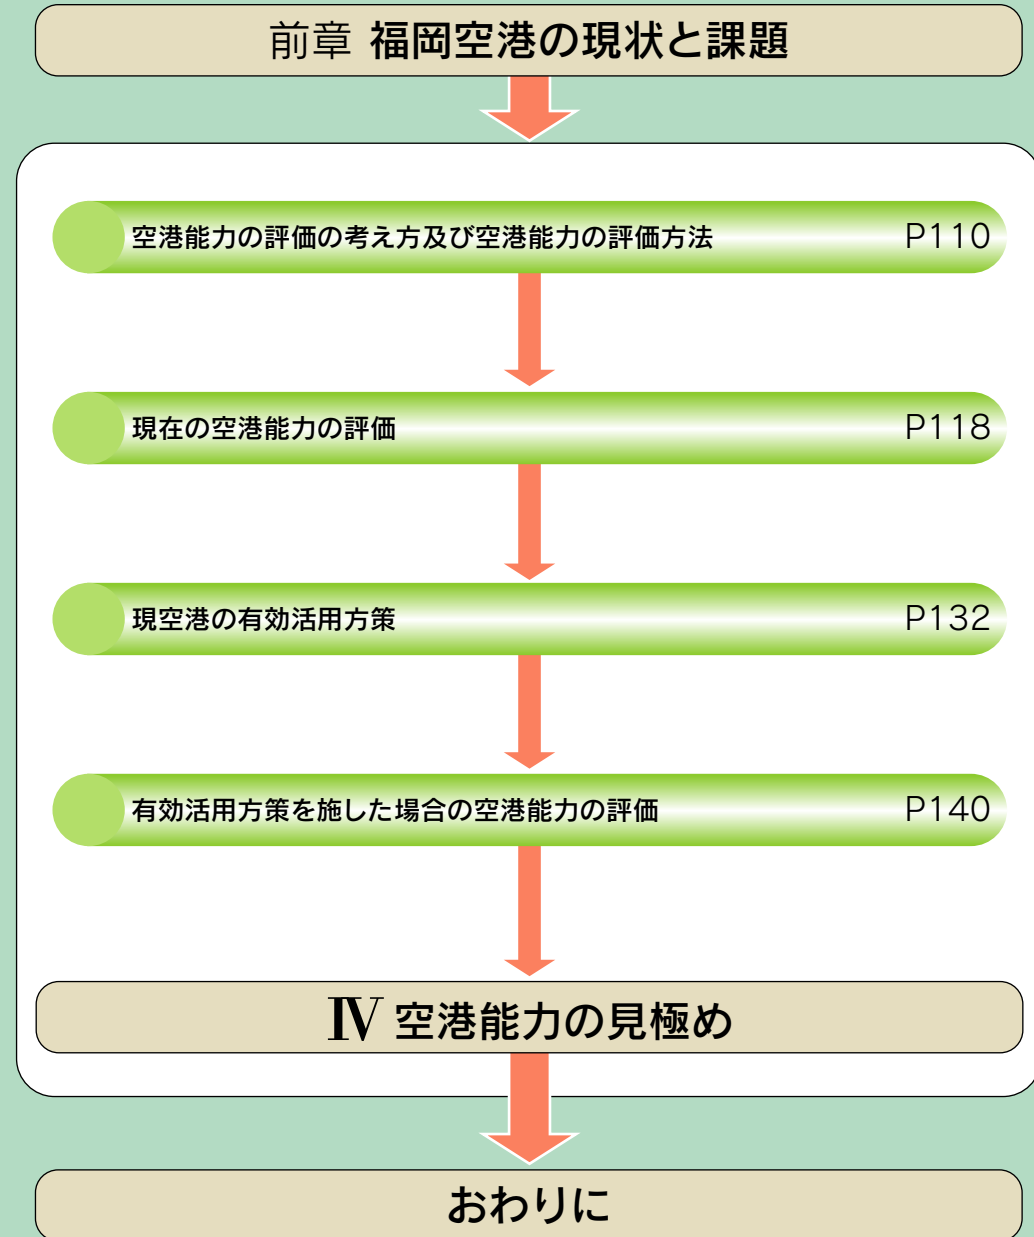 前章 福岡空港の現状と課題
空港能力の評価の考え方及び空港能力の評価方法 P110
現在の空港能力の評価 P118
現空港の有効活用方策 P132
有効活用方策を施した場合の空港能力の評価 P140
Ⅳ 空港能力の見極め
おわりに